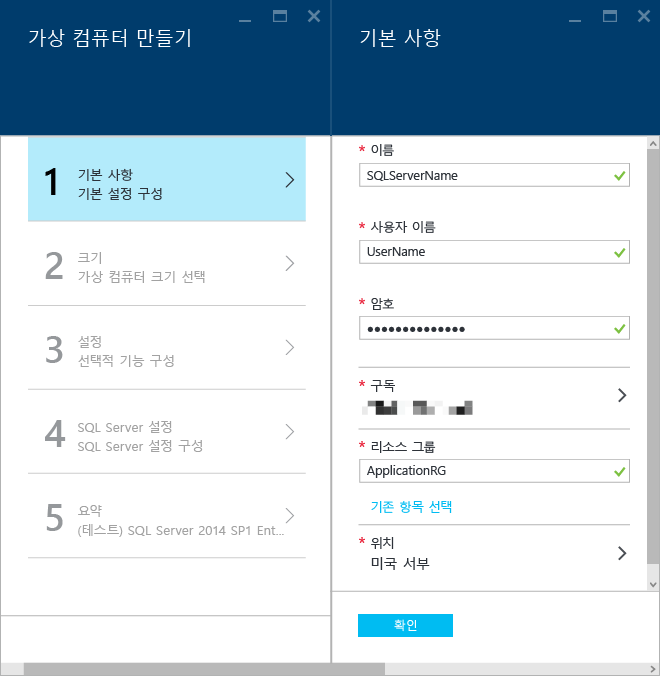 가상 컴퓨터 만들기
1
기본 사항
기본 설정 구성
2
크기
가상 컴퓨터 크기 선택
3
설정
선택적 기능 구성
4
SQL Server 설정
SQL Server 설정 구성
5
요약
(테스트) SQL Server 2014 SP1 Ent...
기본 사항
* 이름
SQLServerName
* 사용자 이름
UserName
* 암호
••••••••••••••
* 구독
* 리소스 그룹
ApplicationRG
기존 항목 선택
* 위치
미국 서부
확인